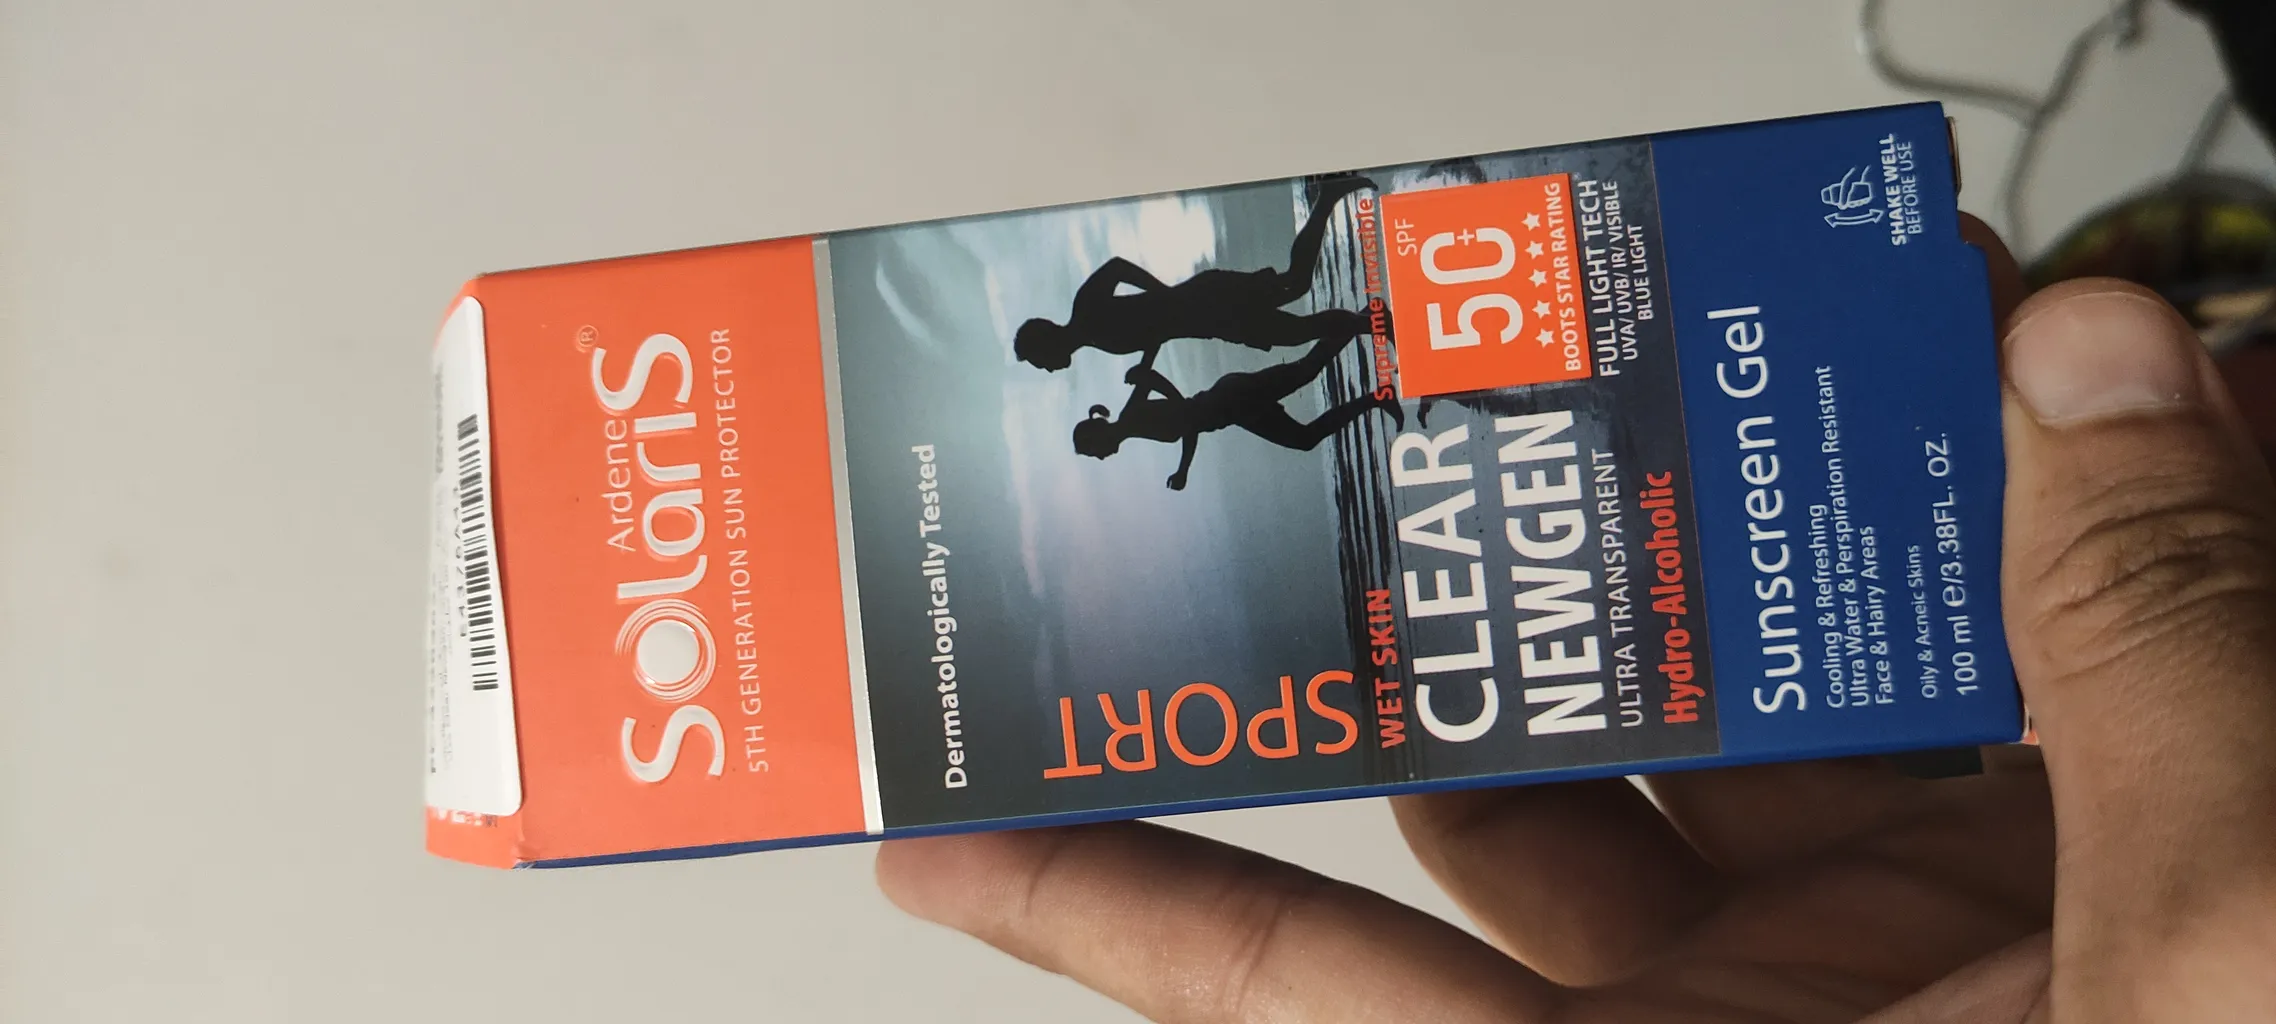 Ardene
SOLARIS®
5TH GENERATION SUN PROTECTOR
Dermatologically Tested
SPORT
WET SKIN
Supreme Invisible
CLEAR
NEWGEN
ULTRA TRANSPARENT
Hydro-Alcoholic
SPF
50+
BOOTS STAR RATING
FULL LIGHT TECH
UVA/ UVB/ IR/ VISIBLE
BLUE LIGHT
Sunscreen Gel
Cooling & Refreshing
Ultra Water & Perspiration Resistant
Face & Hairy Areas
Oily & Acneic Skins
100 ml e/3.38FL. OZ.
SHAKE WELL
BEFORE USE